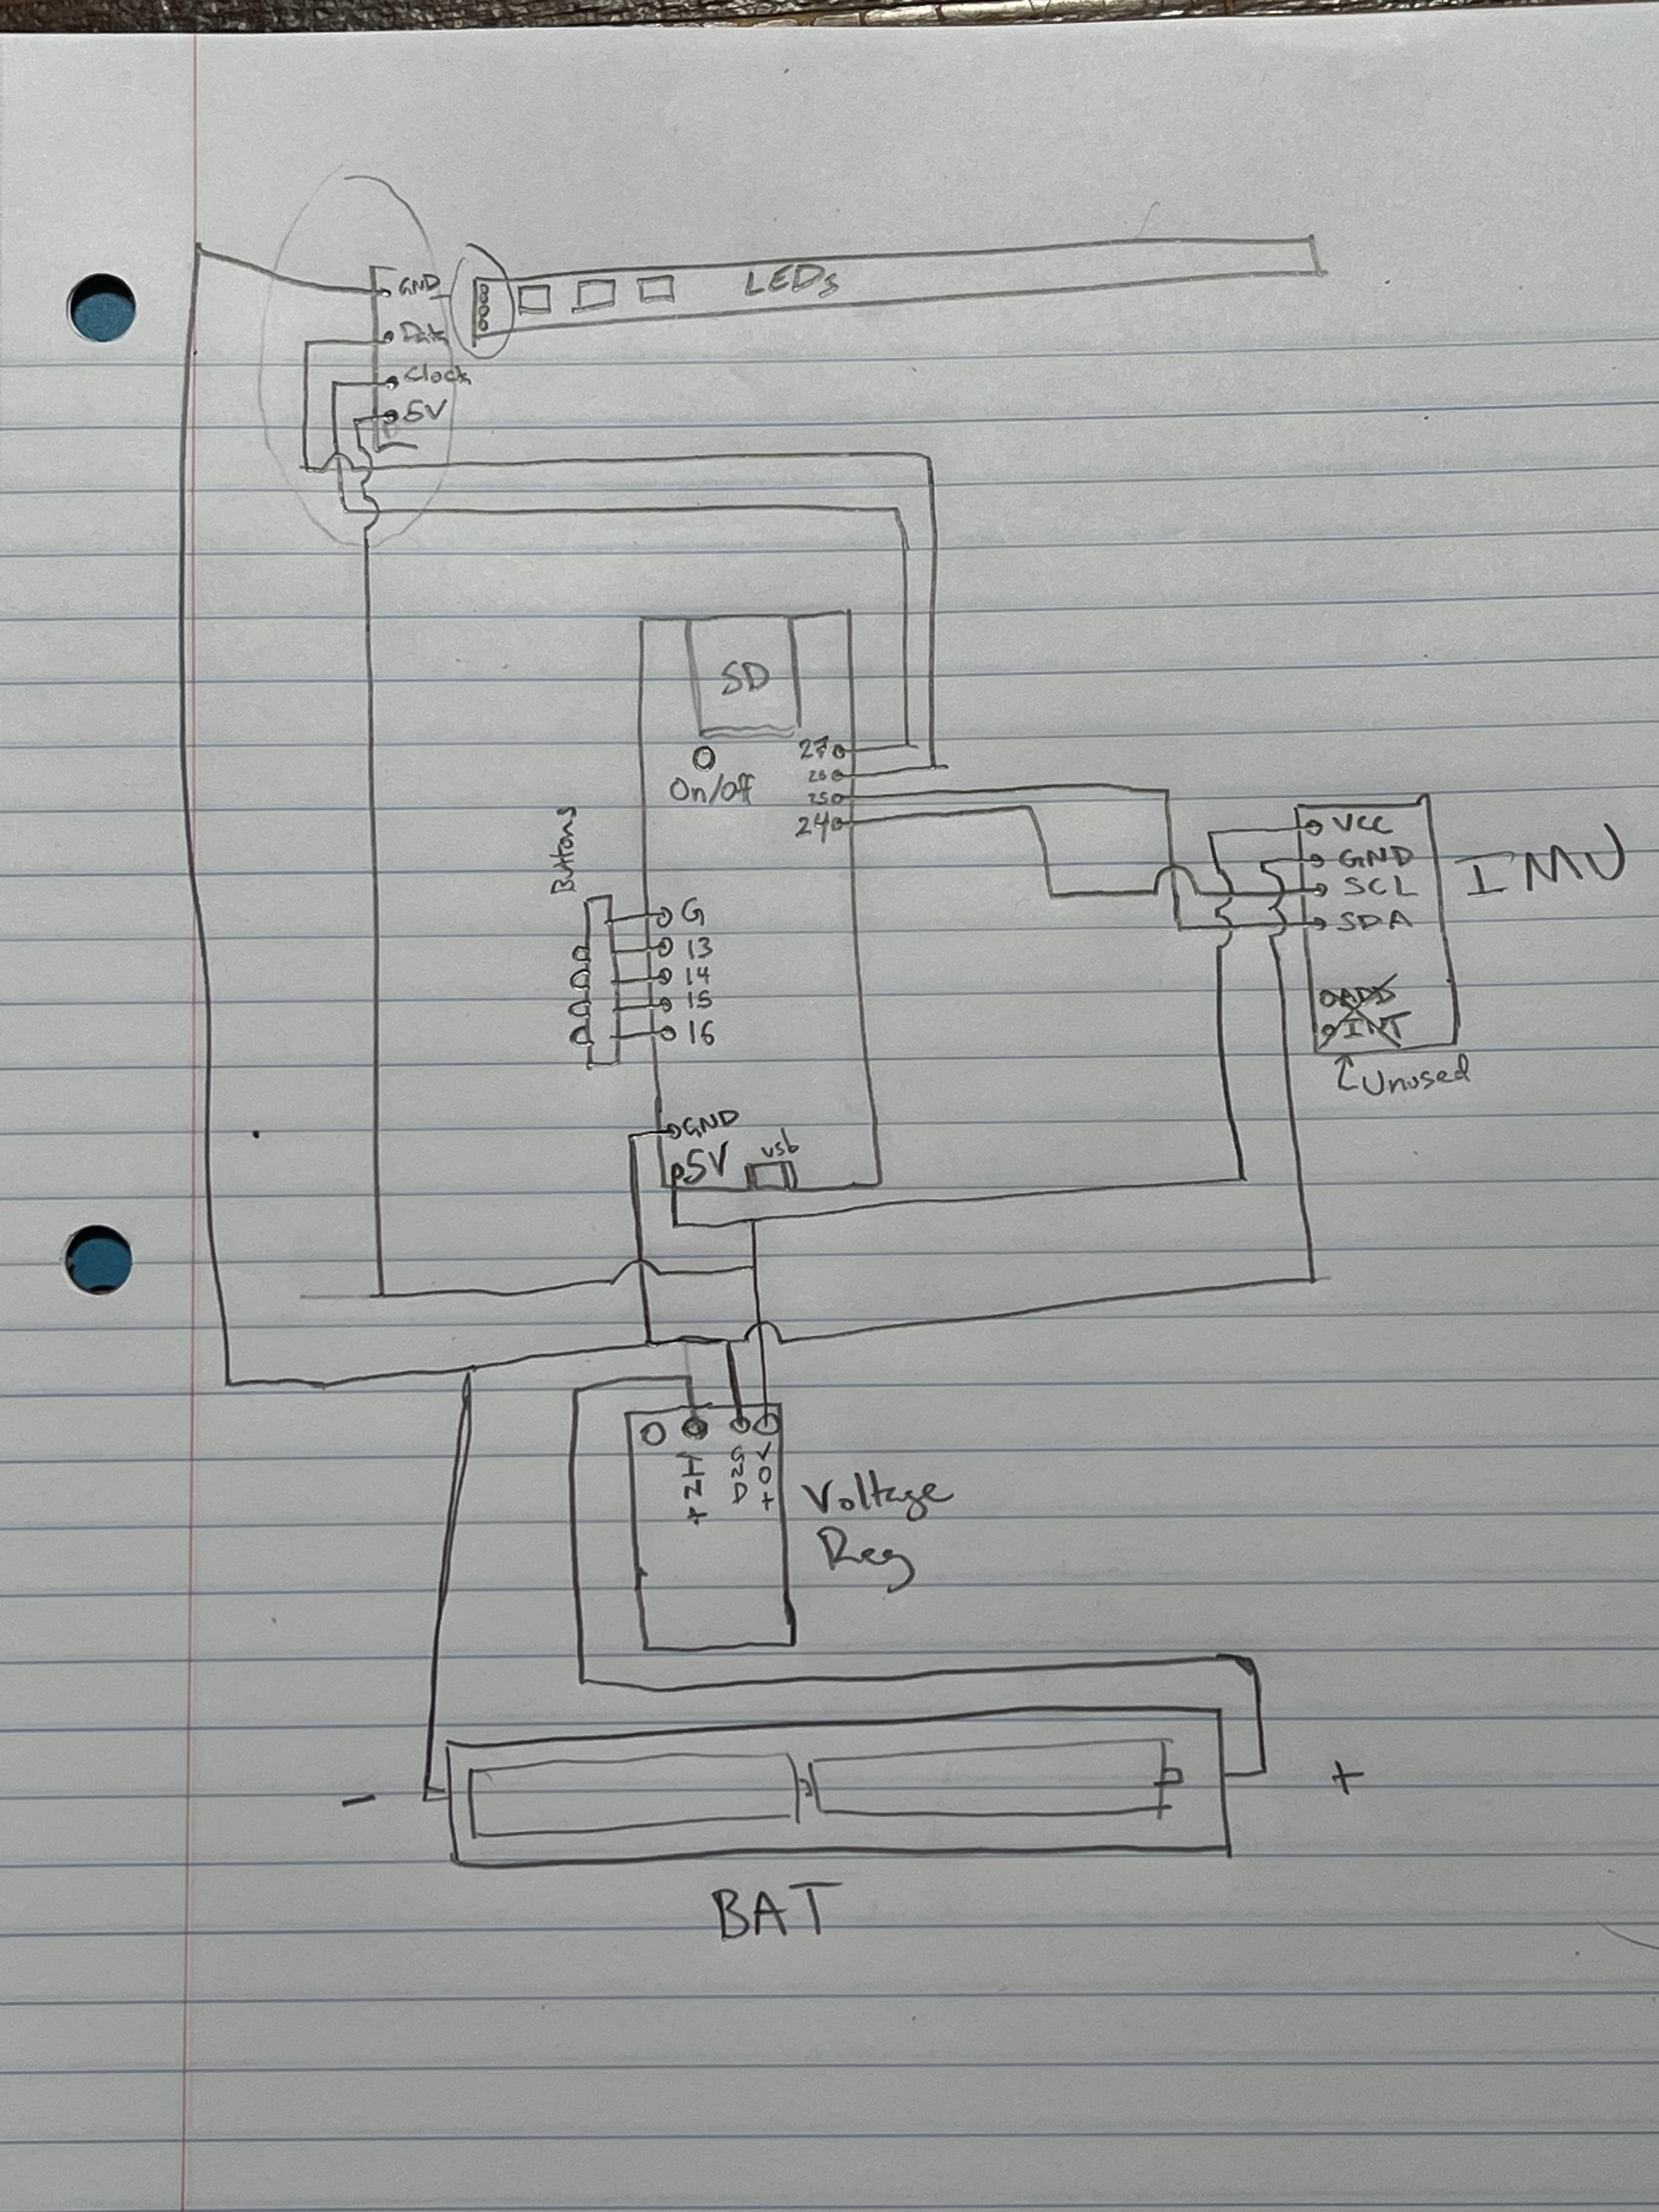 GND
LEDs
Data
Clock
5V
SD
27
26
On/off
25
24
Buttons
VCC
GND
IMU
SCL
SDA
G
13
14
15
16
ADD
INT
Unused
GND
5V
usb
IN+
GND
VO+
Voltage
Reg
-
+
BAT